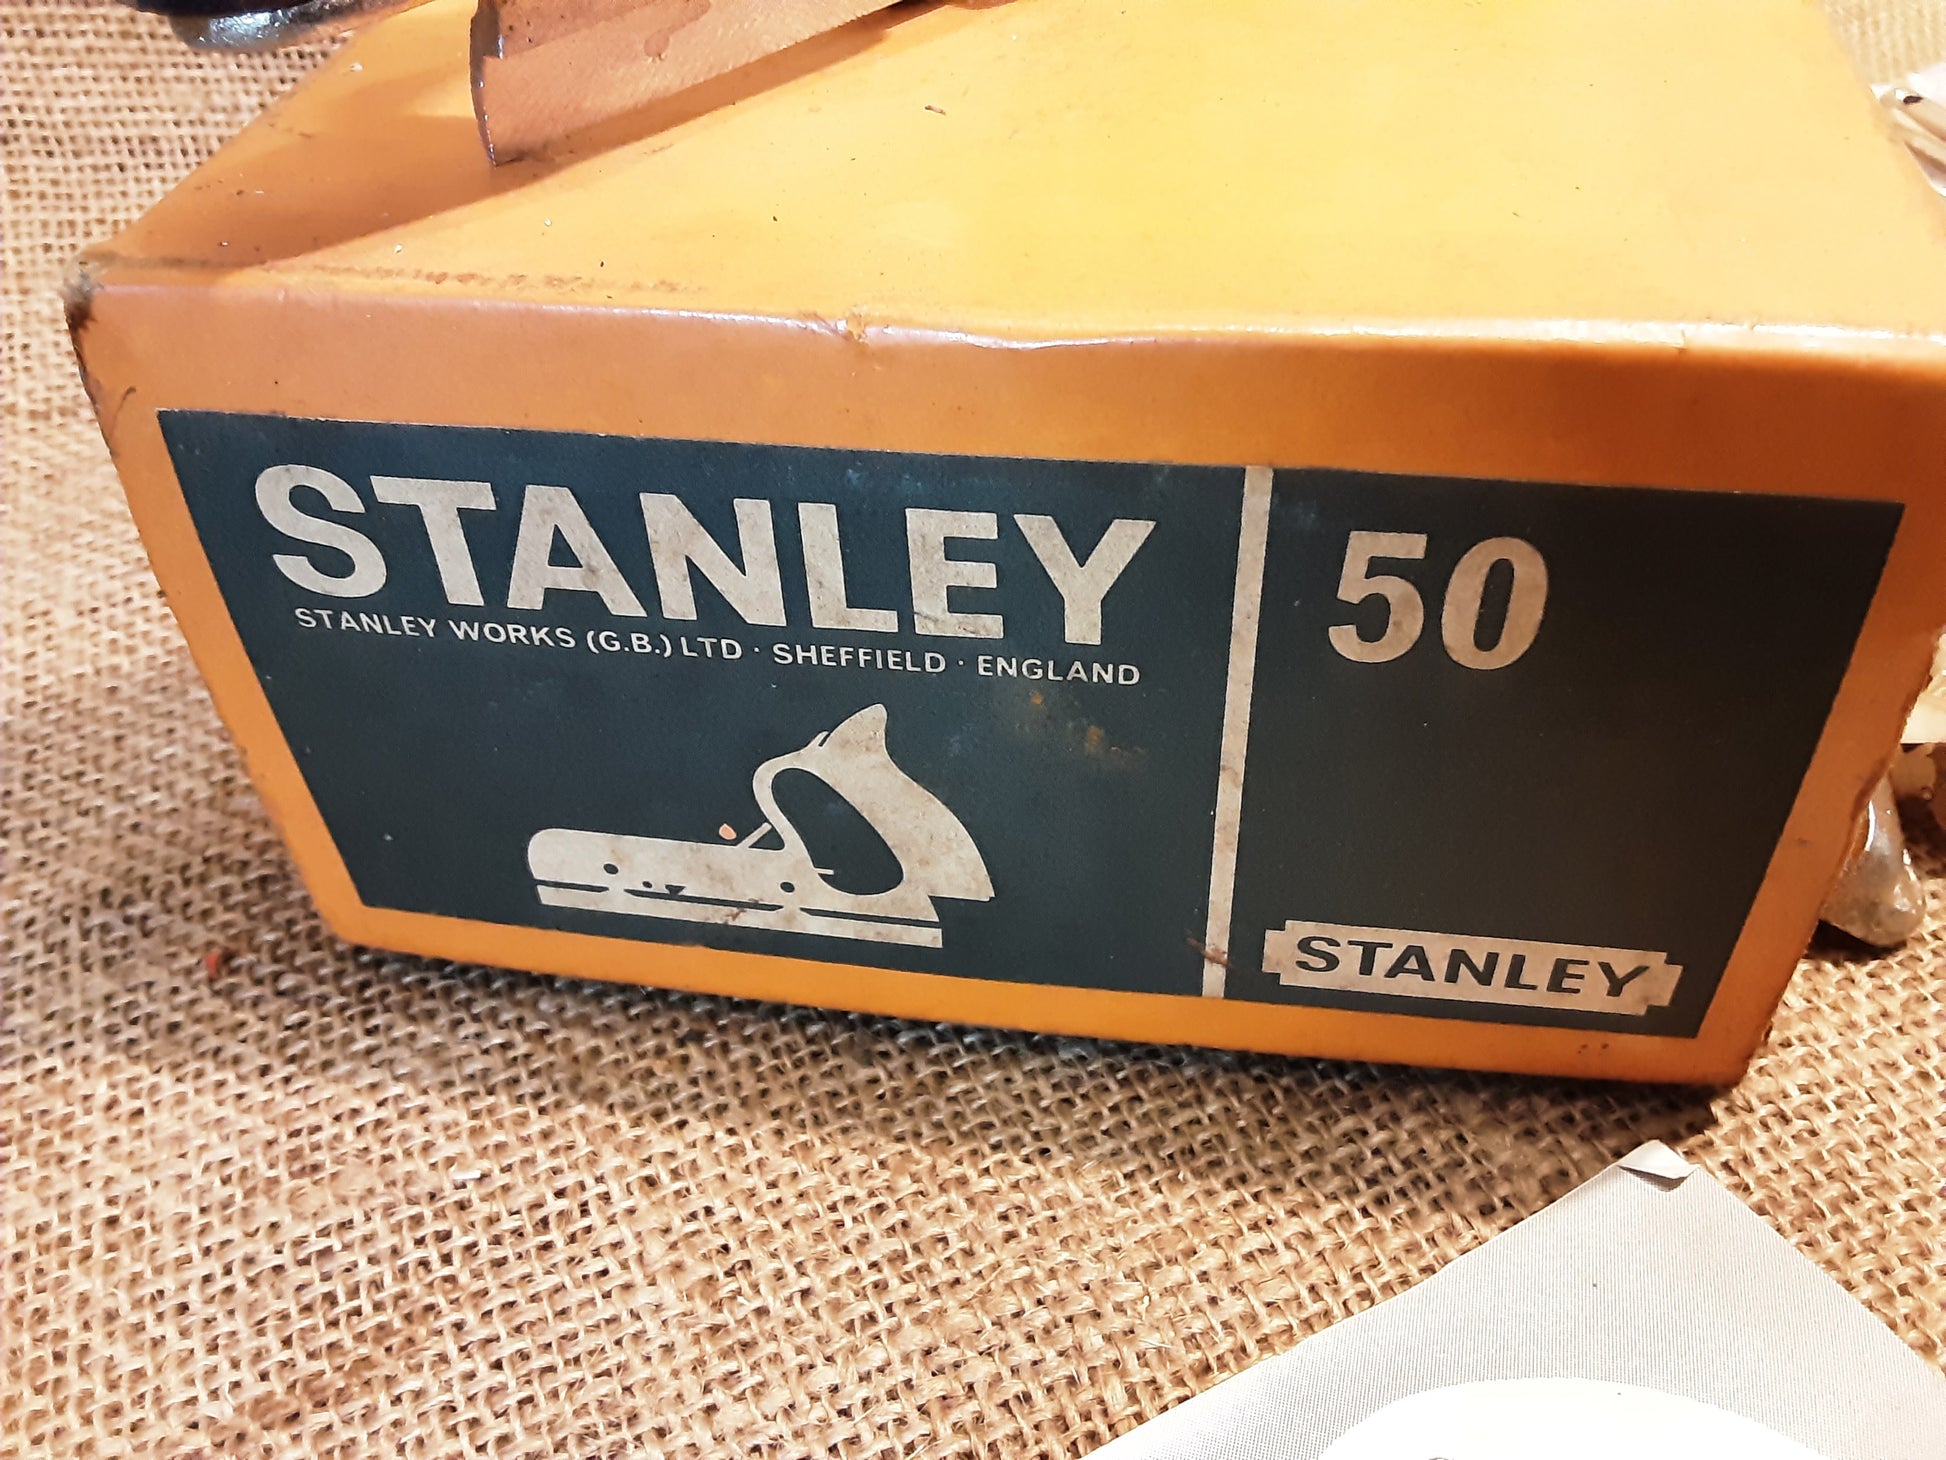 STANLEY
STANLEY WORKS (G.B.) LTD · SHEFFIELD · ENGLAND
50
STANLEY